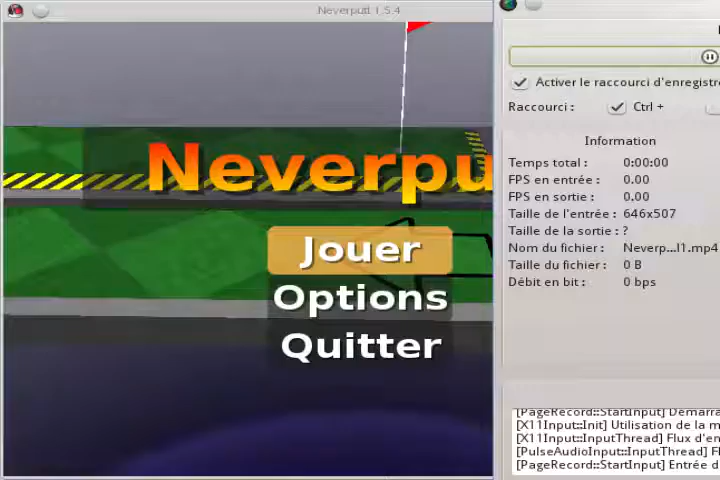 Neverputt 1.5.4
Neverpu
Jouer
Options
Quitter
Activer le raccourci d'enregistr
Raccourci :
Ctrl +
Information
Temps total : 0:00:00
FPS en entrée : 0.00
FPS en sortie : 0.00
Taille de l'entrée : 646x507
Taille de la sortie : ?
Nom du fichier : Neverp...l1.mp4
Taille du fichier : 0 B
Débit en bit : 0 bps
[PageRecord::StartInput] Démarra
[X11Input::Init] Utilisation de la m
[X11Input::InputThread] Flux d'en
[PulseAudioInput::InputThread] Fl
[PageRecord::StartInput] Entrée d